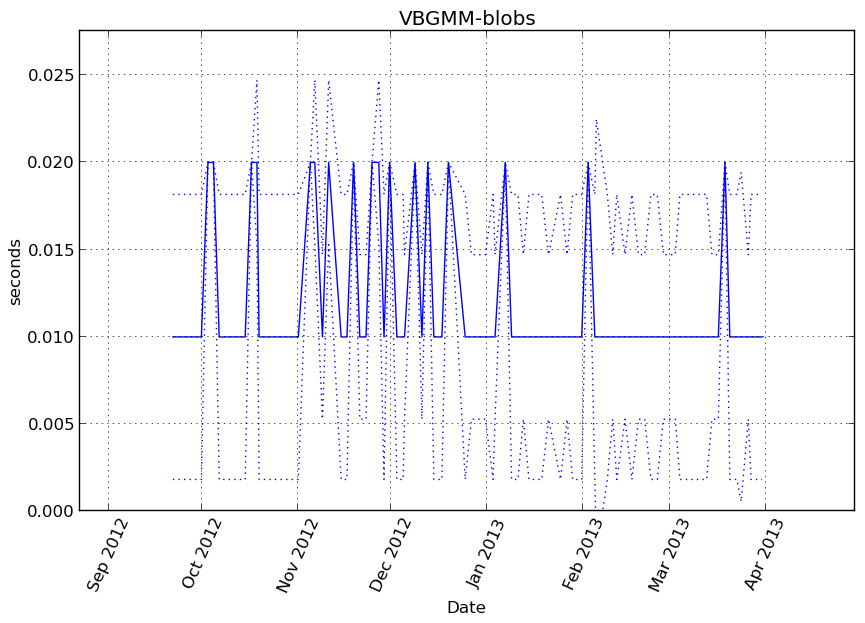 VBGMM-blobs
0.025
0.020
0.015
0.010
0.005
0.000
seconds
Sep 2012
Oct 2012
Nov 2012
Dec 2012
Jan 2013
Feb 2013
Mar 2013
Apr 2013
Date